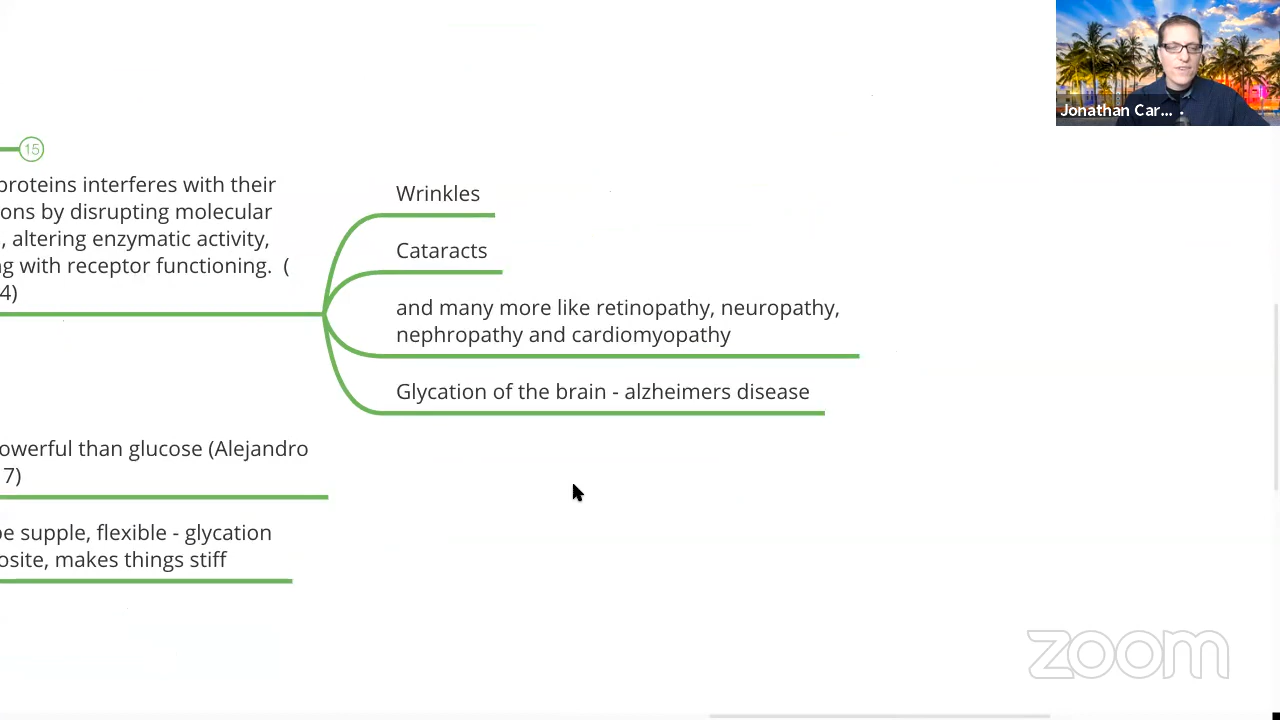 Jonathan Car...
15
proteins interferes with their
ons by disrupting molecular
, altering enzymatic activity,
g with receptor functioning. (
4)
Wrinkles
Cataracts
and many more like retinopathy, neuropathy,
nephropathy and cardiomyopathy
Glycation of the brain - alzheimers disease
owerful than glucose (Alejandro
7)
e supple, flexible - glycation
osite, makes things stiff
zoom